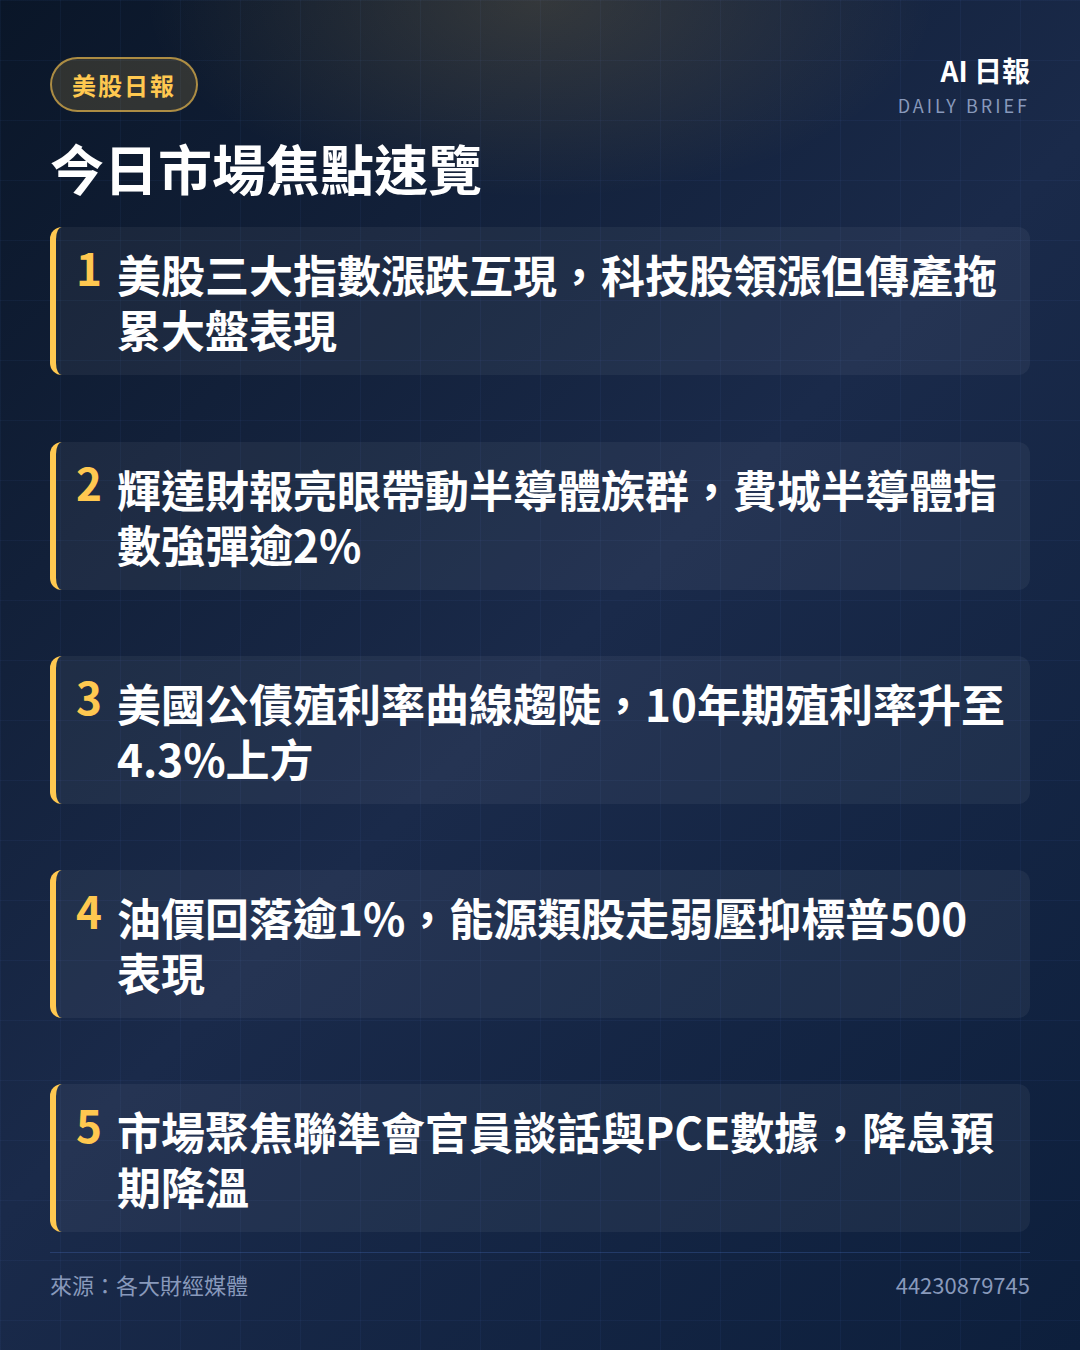 美股日報
AI 日報
DAILY BRIEF
今日市場焦點速覽
1 美股三大指數漲跌互現，科技股領漲但傳產拖
累大盤表現
2 輝達財報亮眼帶動半導體族群，費城半導體指
數強彈逾2%
3 美國公債殖利率曲線趨陡，10年期殖利率升至
4.3%上方
4 油價回落逾1%，能源類股走弱壓抑標普500
表現
5 市場聚焦聯準會官員談話與PCE數據，降息預
期降溫
來源：各大財經媒體
44230879745